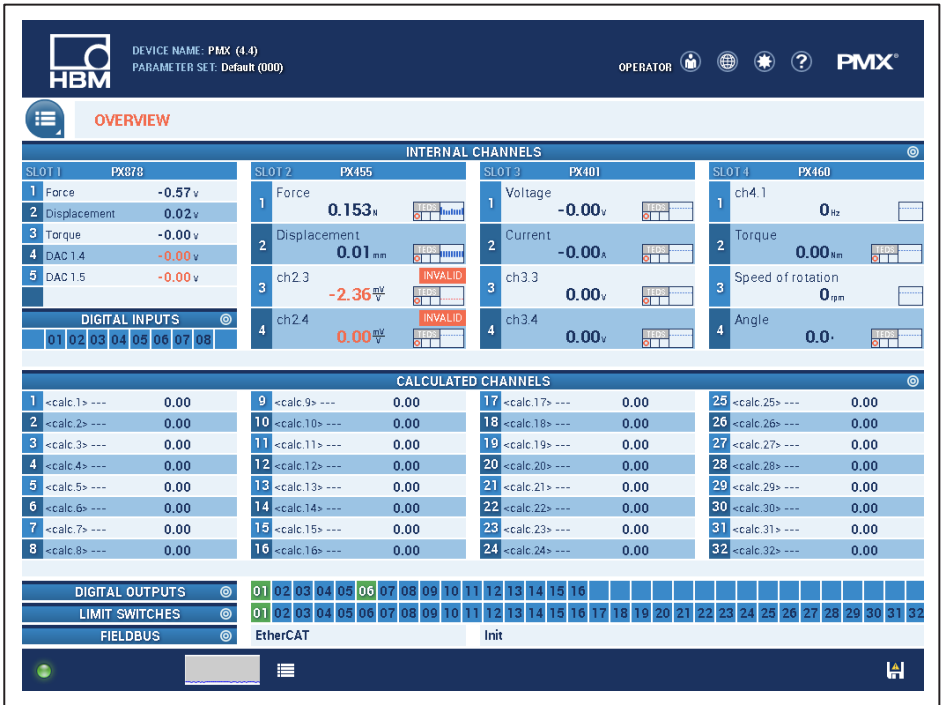 HBM
DEVICE NAME: PMX (4.4)
PARAMETER SET: Default (000)
OPERATOR
?
PMX®
OVERVIEW
INTERNAL CHANNELS
SLOT 1 PX878
1 Force -0.57 V
2 Displacement 0.02 V
3 Torque -0.00 V
4 DAC 1.4 -0.00 V
5 DAC 1.5 -0.00 V
DIGITAL INPUTS
01 02 03 04 05 06 07 08
SLOT 2 PX455
1 Force 0.153 N TEDS
2 Displacement 0.01 mm TEDS
3 ch2.3 INVALID -2.36 mV/V TEDS
4 ch2.4 INVALID 0.00 mV/V TEDS
SLOT 3 PX401
1 Voltage -0.00 V TEDS
2 Current -0.00 A TEDS
3 ch3.3 0.00 V TEDS
4 ch3.4 0.00 V TEDS
SLOT 4 PX460
1 ch4.1 0 Hz
2 Torque 0.00 Nm TEDS
3 Speed of rotation 0 rpm
4 Angle 0.0 ° TEDS
CALCULATED CHANNELS
1 <calc.1> --- 0.00
2 <calc.2> --- 0.00
3 <calc.3> --- 0.00
4 <calc.4> --- 0.00
5 <calc.5> --- 0.00
6 <calc.6> --- 0.00
7 <calc.7> --- 0.00
8 <calc.8> --- 0.00
9 <calc.9> --- 0.00
10 <calc.10> --- 0.00
11 <calc.11> --- 0.00
12 <calc.12> --- 0.00
13 <calc.13> --- 0.00
14 <calc.14> --- 0.00
15 <calc.15> --- 0.00
16 <calc.16> --- 0.00
17 <calc.17> --- 0.00
18 <calc.18> --- 0.00
19 <calc.19> --- 0.00
20 <calc.20> --- 0.00
21 <calc.21> --- 0.00
22 <calc.22> --- 0.00
23 <calc.23> --- 0.00
24 <calc.24> --- 0.00
25 <calc.25> --- 0.00
26 <calc.26> --- 0.00
27 <calc.27> --- 0.00
28 <calc.28> --- 0.00
29 <calc.29> --- 0.00
30 <calc.30> --- 0.00
31 <calc.31> --- 0.00
32 <calc.32> --- 0.00
DIGITAL OUTPUTS 01 02 03 04 05 06 07 08 09 10 11 12 13 14 15 16
LIMIT SWITCHES 01 02 03 04 05 06 07 08 09 10 11 12 13 14 15 16 17 18 19 20 21 22 23 24 25 26 27 28 29 30 31 32
FIELDBUS EtherCAT Init